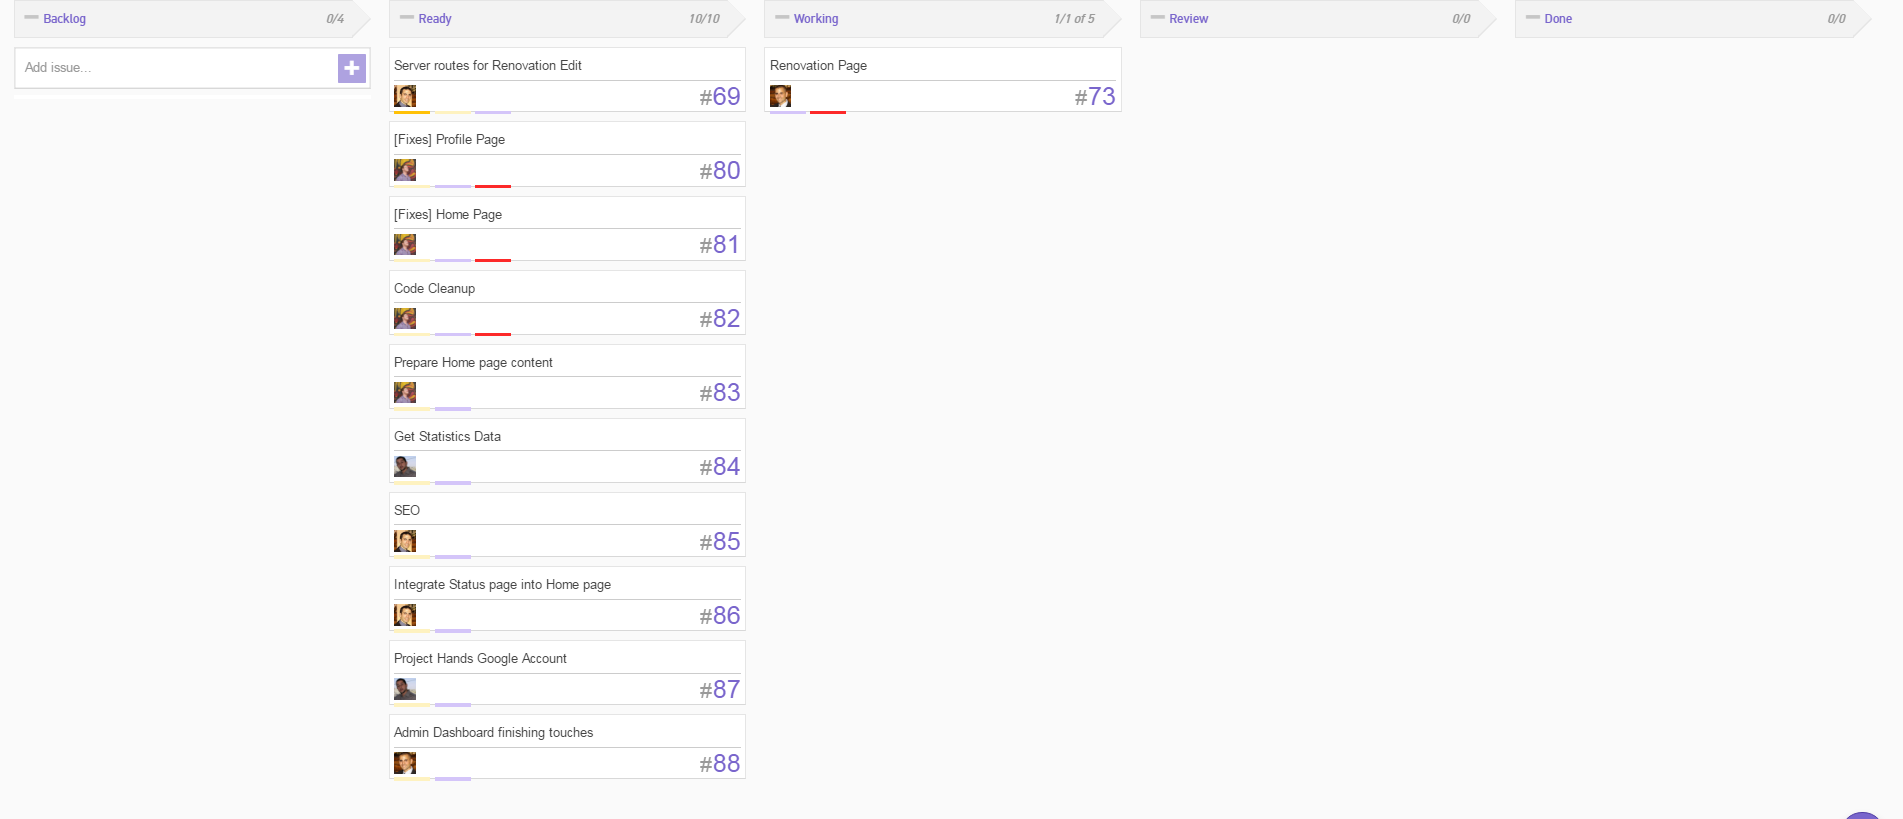 Backlog 0/4
Add issue...
Ready 10/10
Server routes for Renovation Edit
#69
[Fixes] Profile Page
#80
[Fixes] Home Page
#81
Code Cleanup
#82
Prepare Home page content
#83
Get Statistics Data
#84
SEO
#85
Integrate Status page into Home page
#86
Project Hands Google Account
#87
Admin Dashboard finishing touches
#88
Working 1/1 of 5
Renovation Page
#73
Review 0/0
Done 0/0